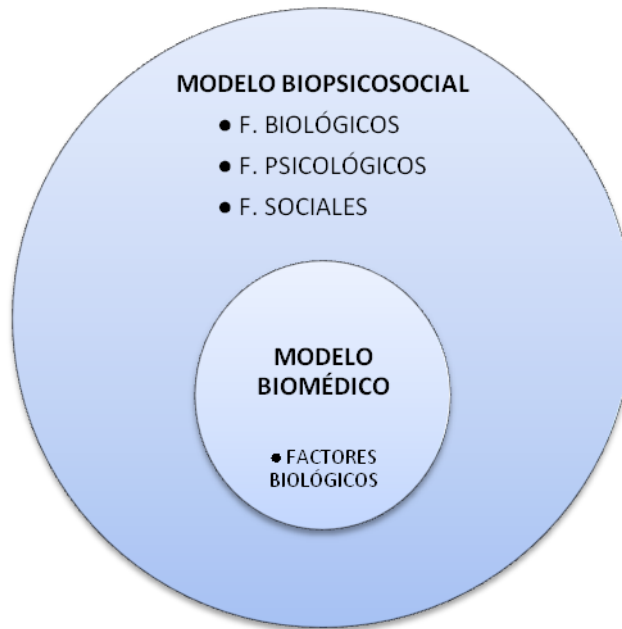 MODELO BIOPSICOSOCIAL
● F. BIOLÓGICOS
● F. PSICOLÓGICOS
● F. SOCIALES
MODELO
BIOMÉDICO
● FACTORES
BIOLÓGICOS